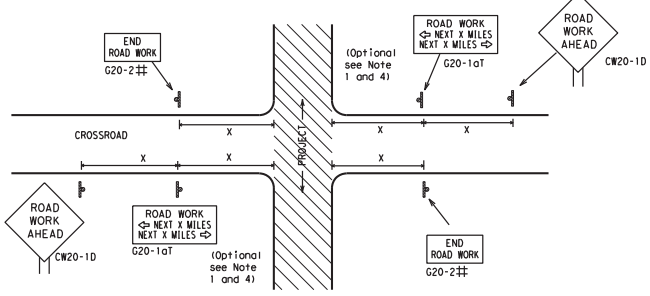 END
ROAD WORK
G20-2‡‡
(Optional
see Note
1 and 4)
ROAD WORK
⇦ NEXT X MILES
NEXT X MILES ⇨
G20-1aT
ROAD
WORK
AHEAD
CW20-1D
X
X
X
CROSSROAD
PROJECT
X
X
X
ROAD
WORK
AHEAD
CW20-1D
ROAD WORK
⇦ NEXT X MILES
NEXT X MILES ⇨
G20-1aT
(Optional
see Note
1 and 4)
END
ROAD WORK
G20-2‡‡